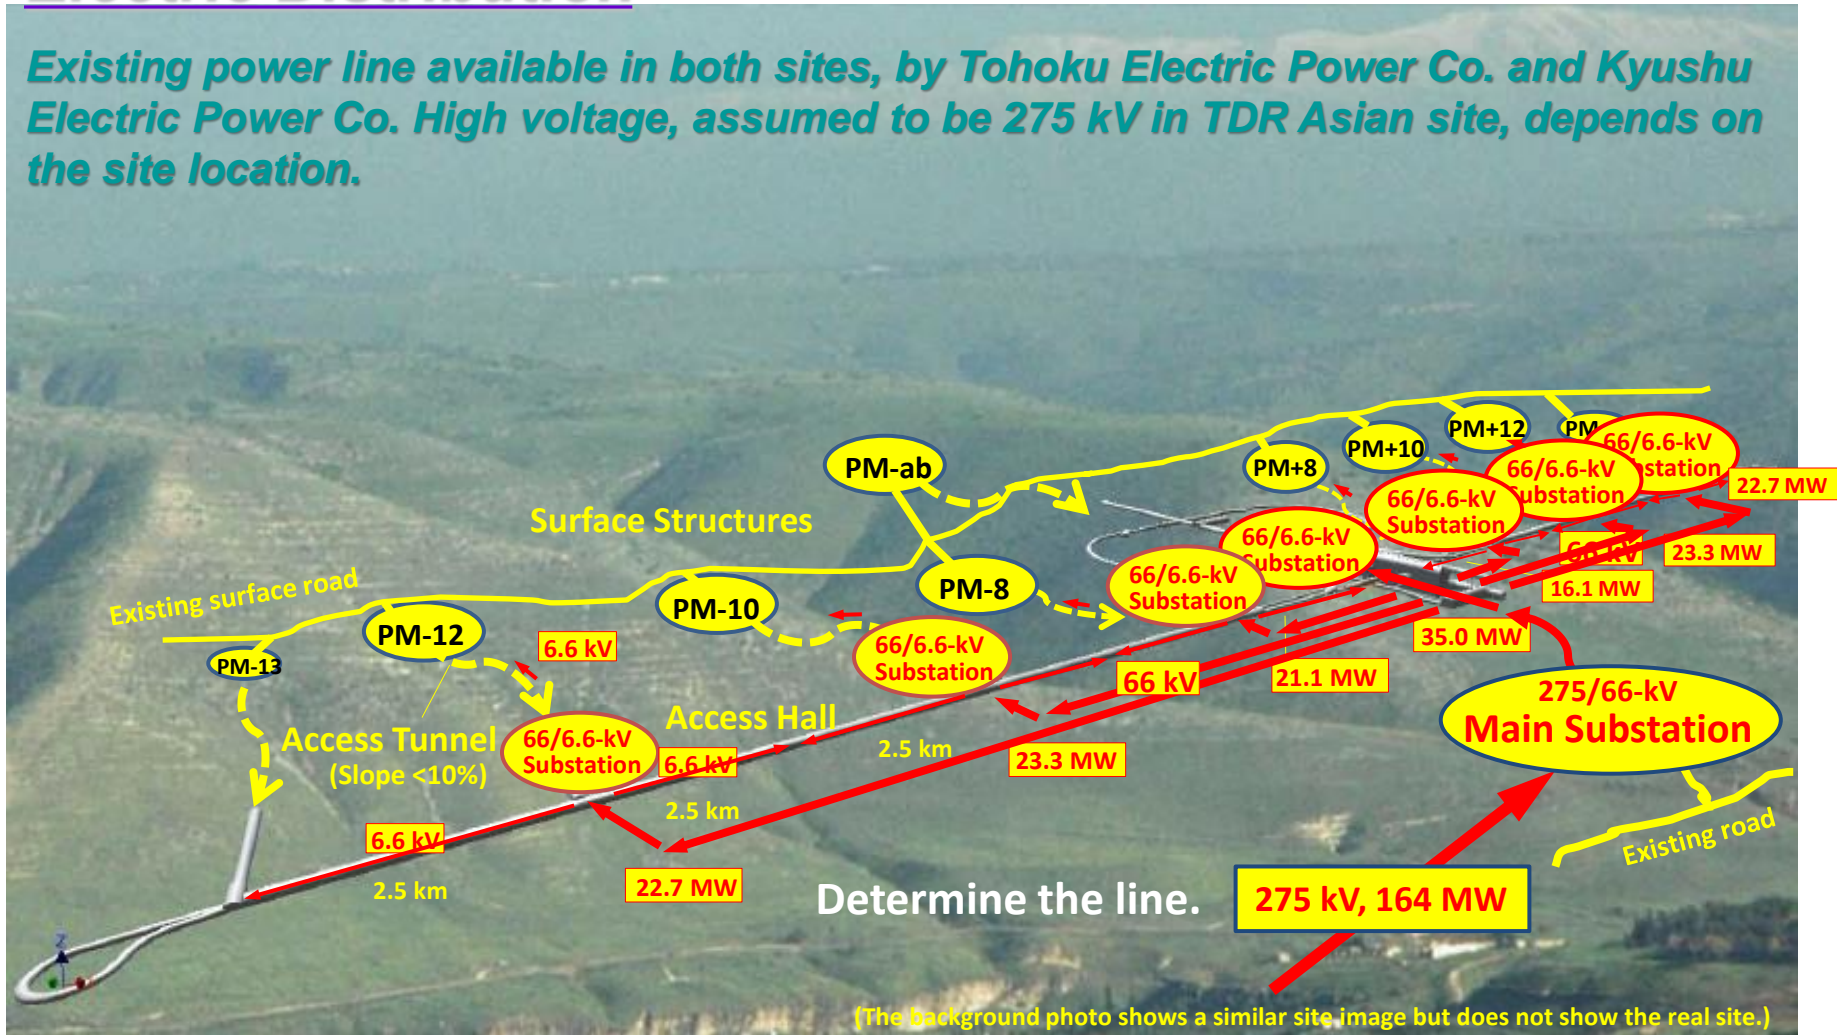 Electric Distribution
Existing power line available in both sites, by Tohoku Electric Power Co. and Kyushu
Electric Power Co. High voltage, assumed to be 275 kV in TDR Asian site, depends on
the site location.
PM+12
PM
66/6.6-kV
PM-ab
PM+8
PM+10
66/6.6-kV
Substation
22.7 MW
Surface Structures
66/6.6-kV
Substation
66/6.6-kV
Substation
66 kV
23.3 MW
Existing surface road
PM-10
PM-8
66/6.6-kV
Substation
16.1 MW
PM-12
6.6 kV
66/6.6-kV
Substation
35.0 MW
PM-13
66 kV
21.1 MW
275/66-kV
Main Substation
Access Tunnel
(Slope <10%)
66/6.6-kV
Substation
Access Hall
6.6 kV
2.5 km
23.3 MW
2.5 km
6.6 kV
2.5 km
22.7 MW
Existing road
Determine the line.
275 kV, 164 MW
Z
(The background photo shows a similar site image but does not show the real site.)